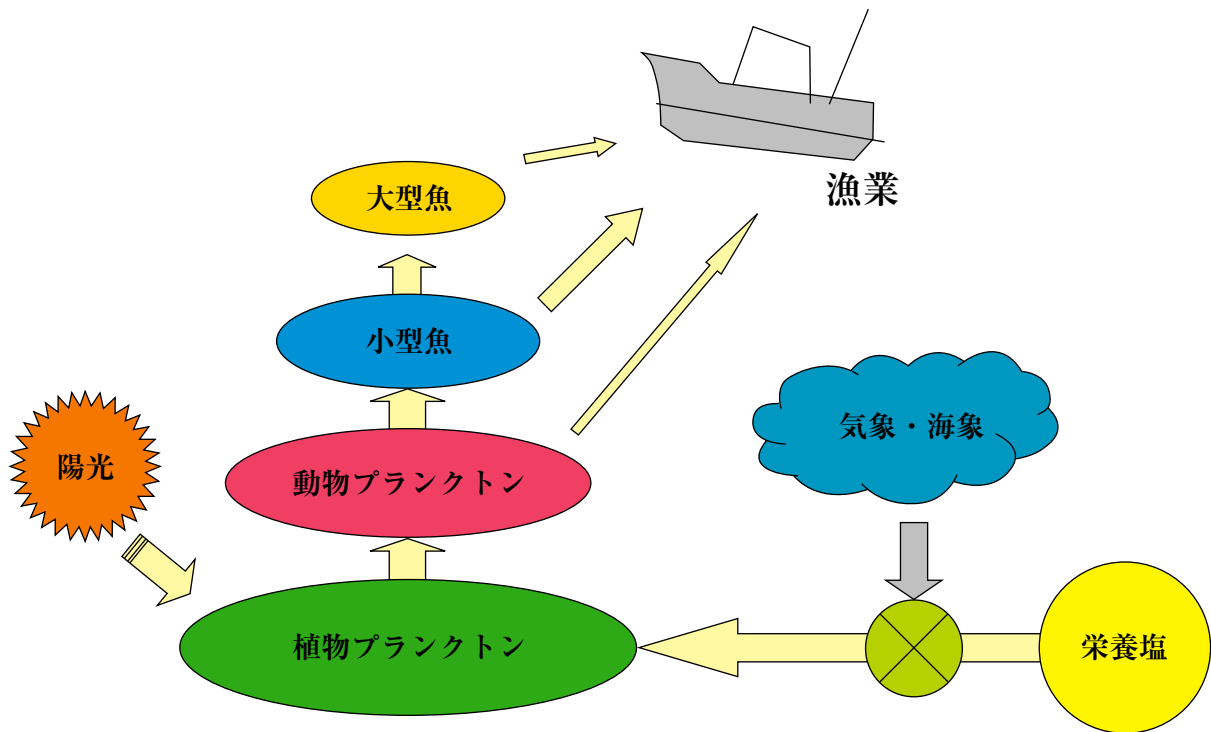 漁業
大型魚
小型魚
陽光
動物プランクトン
気象・海象
植物プランクトン
栄養塩